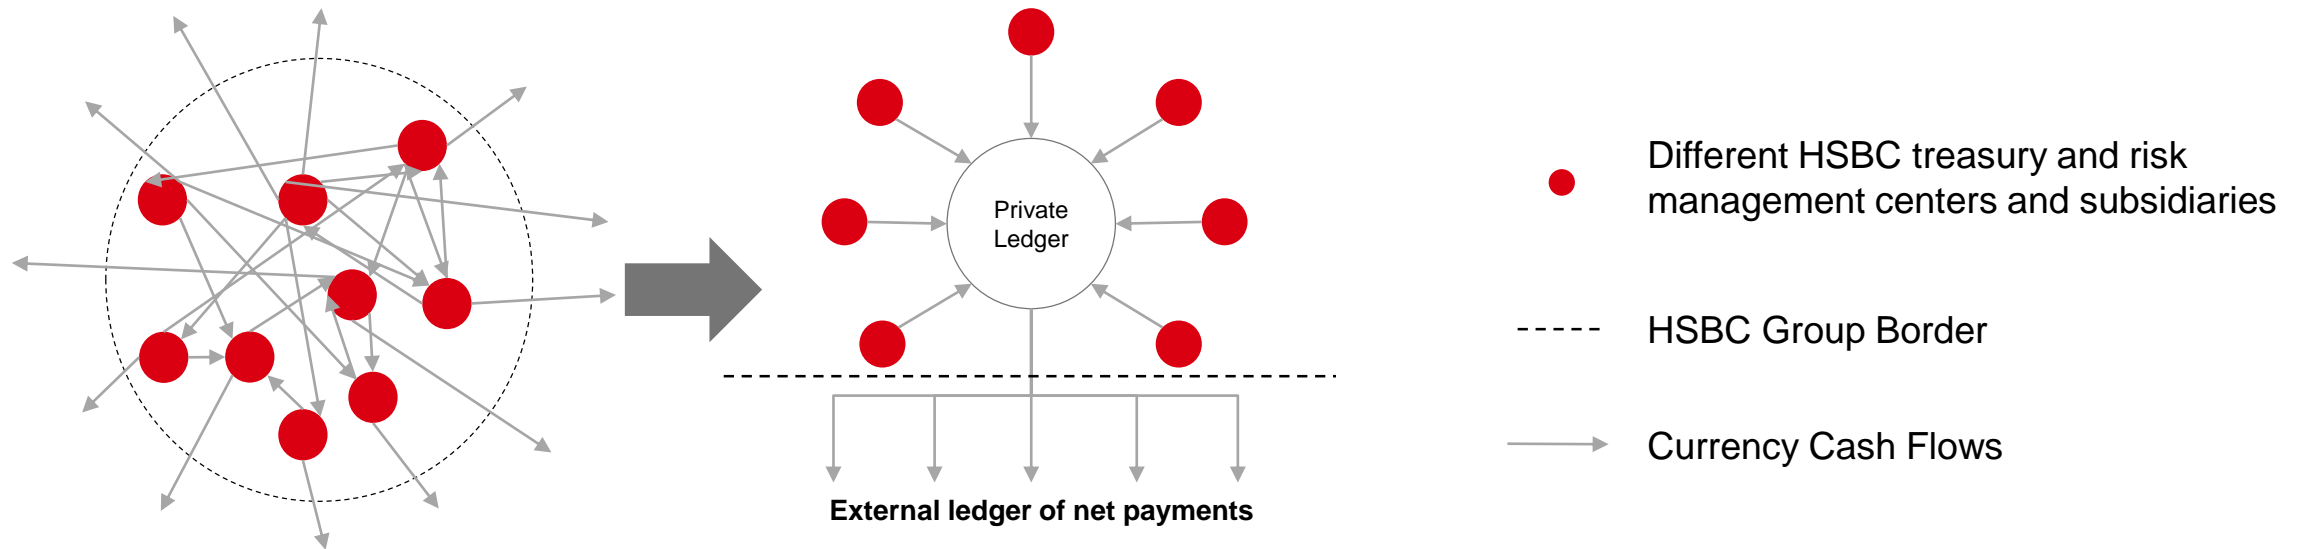 Private
Ledger
External ledger of net payments
Different HSBC treasury and risk
management centers and subsidiaries
HSBC Group Border
Currency Cash Flows